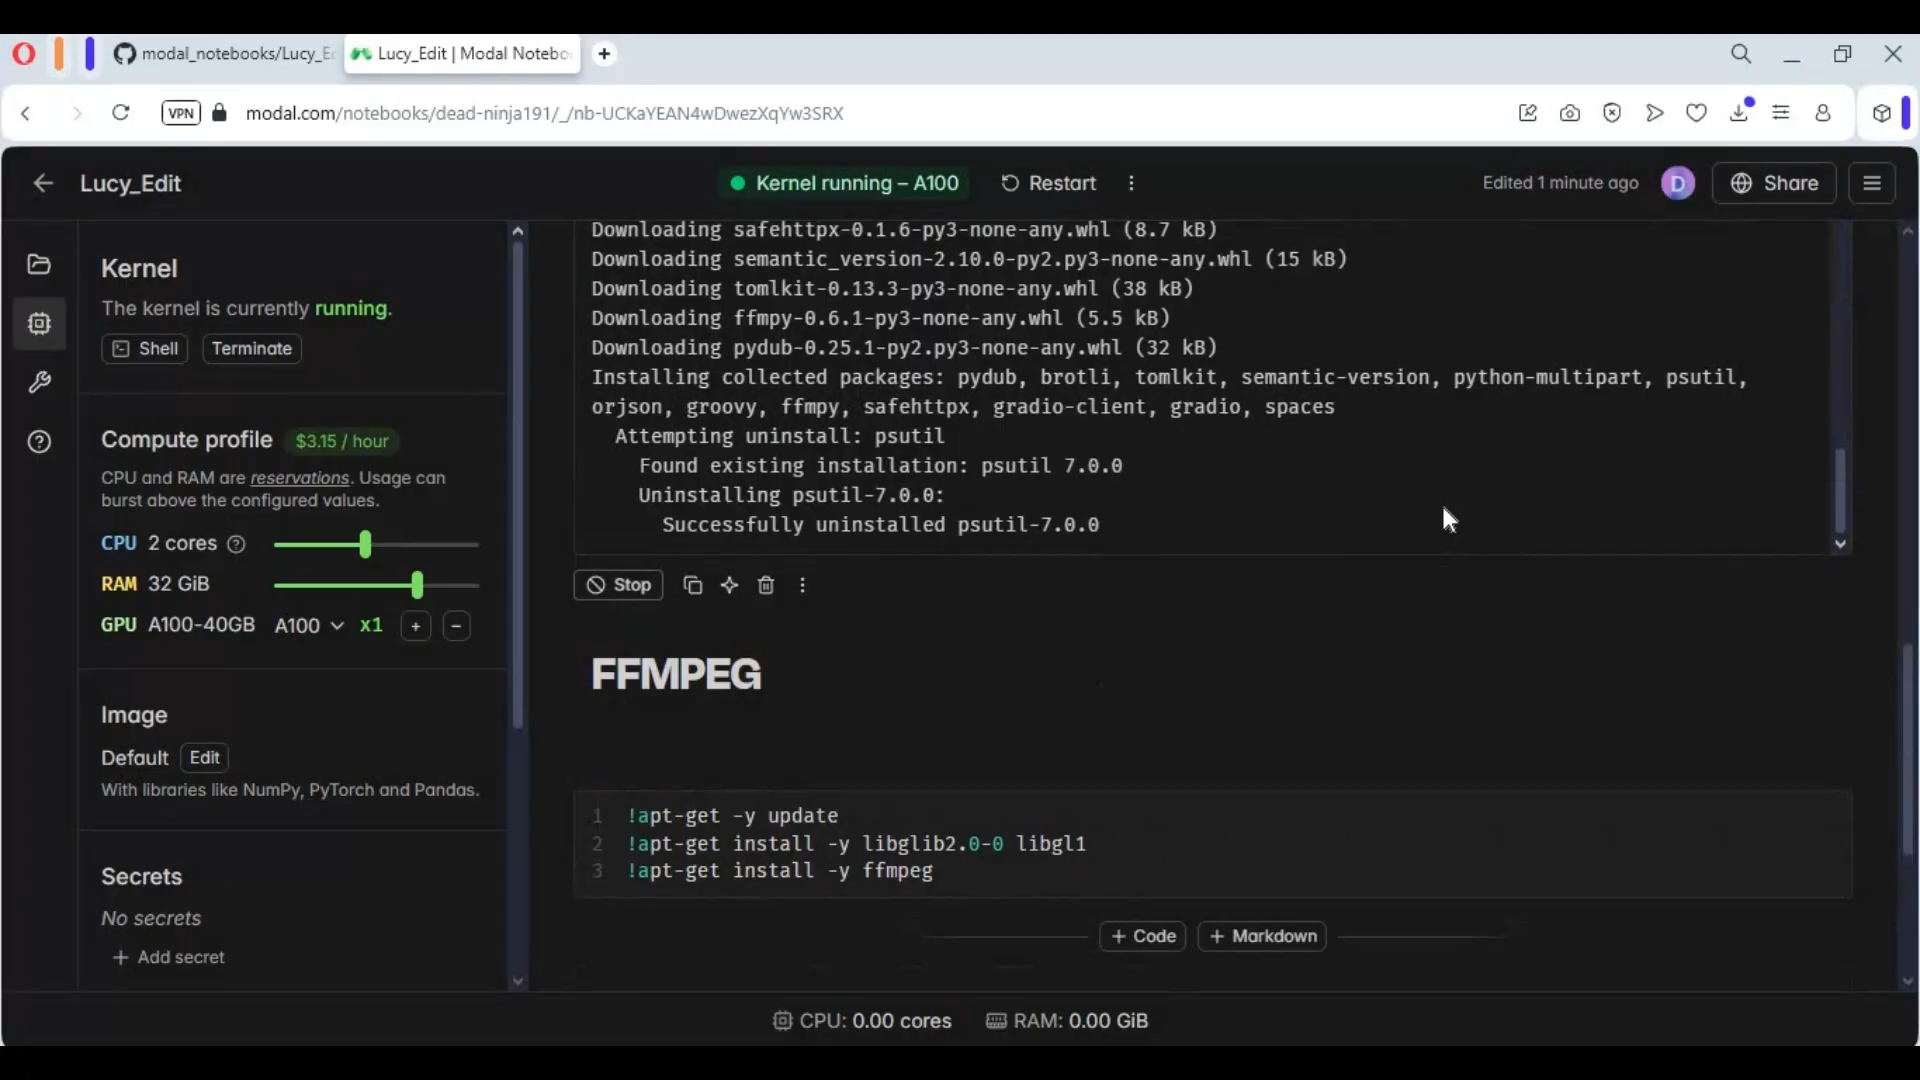 modal_notebooks/Lucy_E
Lucy_Edit | Modal Notebo
VPN
modal.com/notebooks/dead-ninja191/_/nb-UCKaYEAN4wDwezXqYw3SRX
Lucy_Edit
Kernel running – A100
Restart
Edited 1 minute ago
D
Share
Kernel
The kernel is currently running.
Shell
Terminate
Compute profile
$3.15 / hour
CPU and RAM are reservations. Usage can
burst above the configured values.
CPU 2 cores
RAM 32 GiB
GPU A100-40GB A100 x1 + −
Image
Default Edit
With libraries like NumPy, PyTorch and Pandas.
Secrets
No secrets
+ Add secret
Downloading safehttpx-0.1.6-py3-none-any.whl (8.7 kB)
Downloading semantic_version-2.10.0-py2.py3-none-any.whl (15 kB)
Downloading tomlkit-0.13.3-py3-none-any.whl (38 kB)
Downloading ffmpy-0.6.1-py3-none-any.whl (5.5 kB)
Downloading pydub-0.25.1-py2.py3-none-any.whl (32 kB)
Installing collected packages: pydub, brotli, tomlkit, semantic-version, python-multipart, psutil,
orjson, groovy, ffmpy, safehttpx, gradio-client, gradio, spaces
Attempting uninstall: psutil
Found existing installation: psutil 7.0.0
Uninstalling psutil-7.0.0:
Successfully uninstalled psutil-7.0.0
Stop
FFMPEG
1 !apt-get -y update
2 !apt-get install -y libglib2.0-0 libgl1
3 !apt-get install -y ffmpeg
+ Code
+ Markdown
CPU: 0.00 cores
RAM: 0.00 GiB